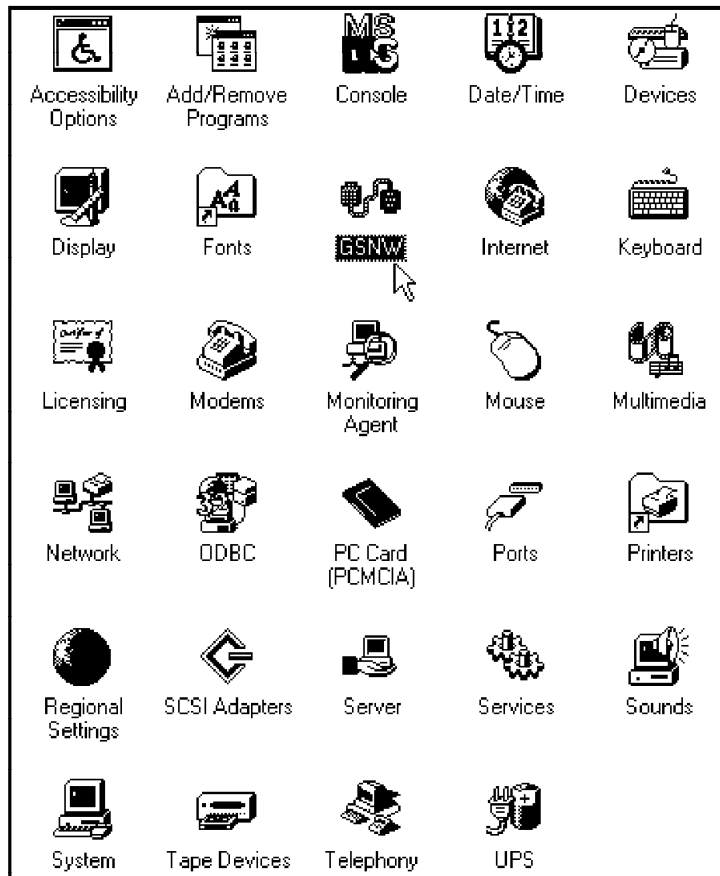 MS
DOS
1 12
Accessibility Options
Add/Remove Programs
Console
Date/Time
Devices
Display
Fonts
GSNW
Internet
Keyboard
Licensing
Modems
Monitoring Agent
Mouse
Multimedia
Network
ODBC
PC Card (PCMCIA)
Ports
Printers
Regional Settings
SCSI Adapters
Server
Services
Sounds
System
Tape Devices
Telephony
UPS